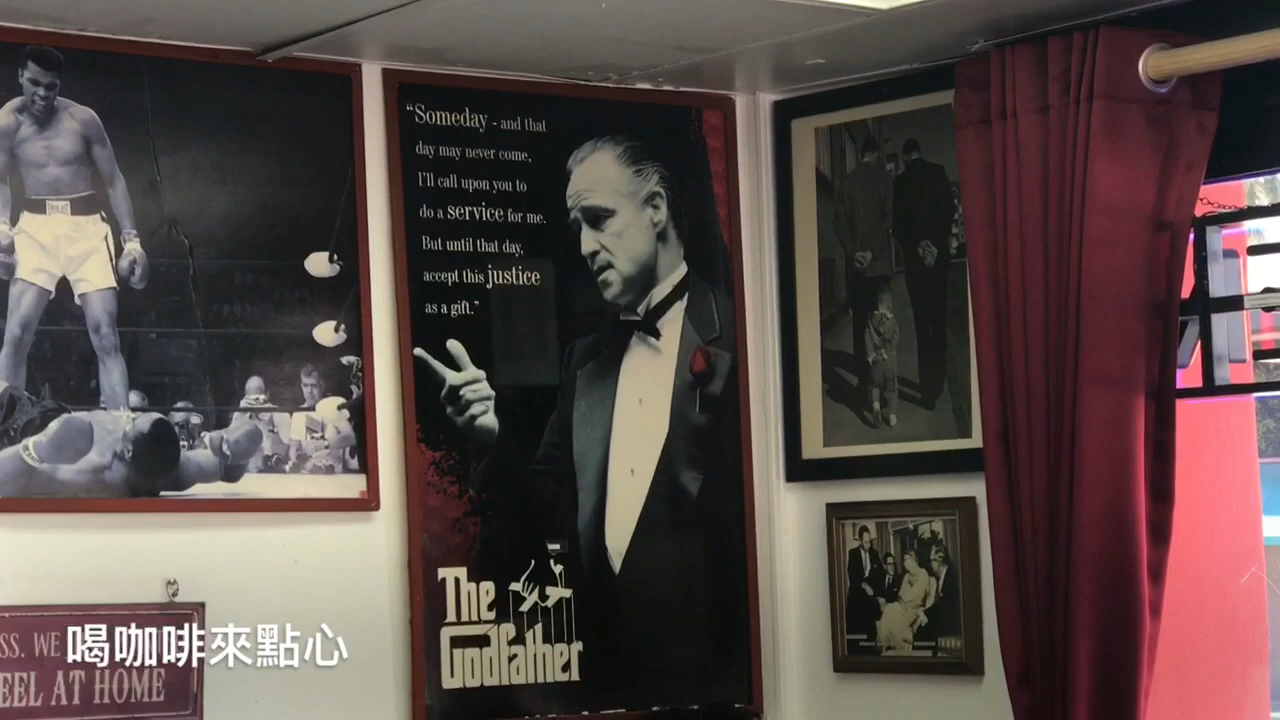 “Someday - and that
day may never come,
I'll call upon you to
do a service for me.
But until that day,
accept this justice
as a gift.”
The
Godfather
EVERLAST
SS. WE
EEL AT HOME
喝咖啡來點心